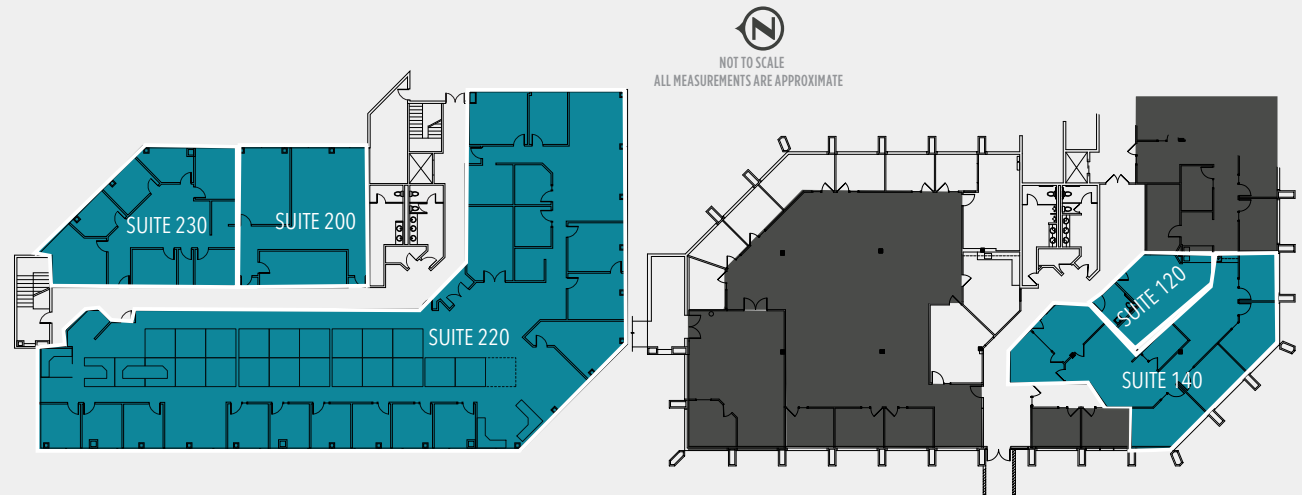 N
NOT TO SCALE
ALL MEASUREMENTS ARE APPROXIMATE
SUITE 230
SUITE 200
SUITE 220
SUITE 120
SUITE 140